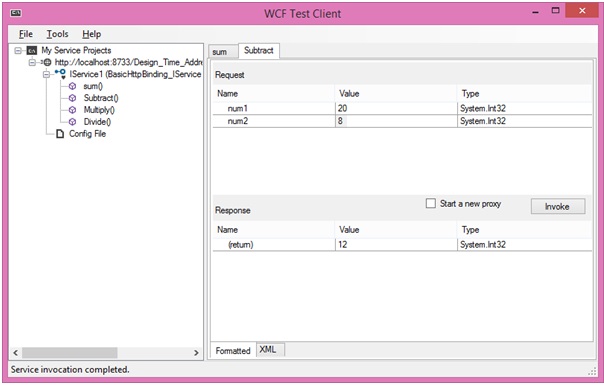 WCF Test Client
File Tools Help
My Service Projects
http://localhost:8733/Design_Time_Addre
IService1 (BasicHttpBinding_IService
sum()
Subtract()
Multiply()
Divide()
Config File
sum Subtract
Request
Name Value Type
num1 20 System.Int32
num2 8 System.Int32
Response Start a new proxy Invoke
Name Value Type
(return) 12 System.Int32
Formatted XML
Service invocation completed.